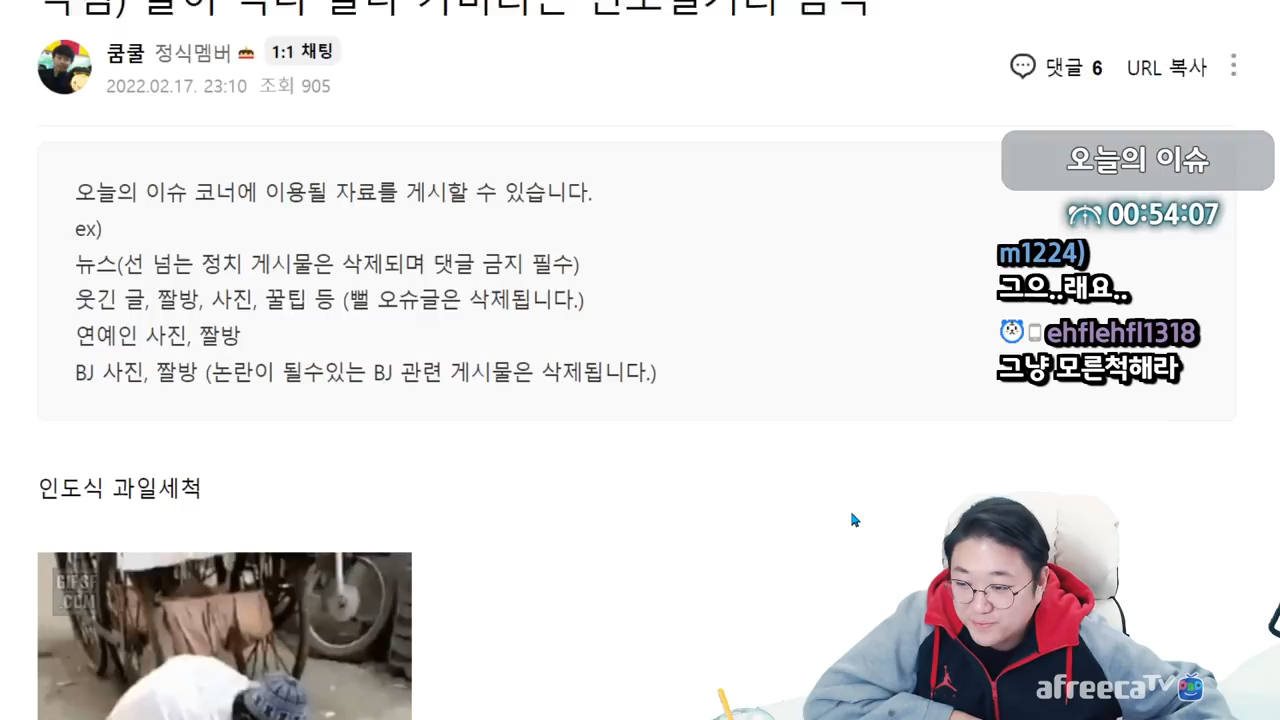 쿰쿨 정식멤버 1:1 채팅
2022.02.17. 23:10 조회 905
댓글 6 URL 복사
오늘의 이슈
00:54:07
오늘의 이슈 코너에 이용될 자료를 게시할 수 있습니다.
ex)
뉴스(선 넘는 정치 게시물은 삭제되며 댓글 금지 필수)
웃긴 글, 짤방, 사진, 꿀팁 등 (뻘 오슈글은 삭제됩니다.)
연예인 사진, 짤방
BJ 사진, 짤방 (논란이 될수있는 BJ 관련 게시물은 삭제됩니다.)
m1224)
그으..래요..
ehflehfl1318
그냥 모른척해라
인도식 과일세척
GIFSF
.COM
afreecaTV